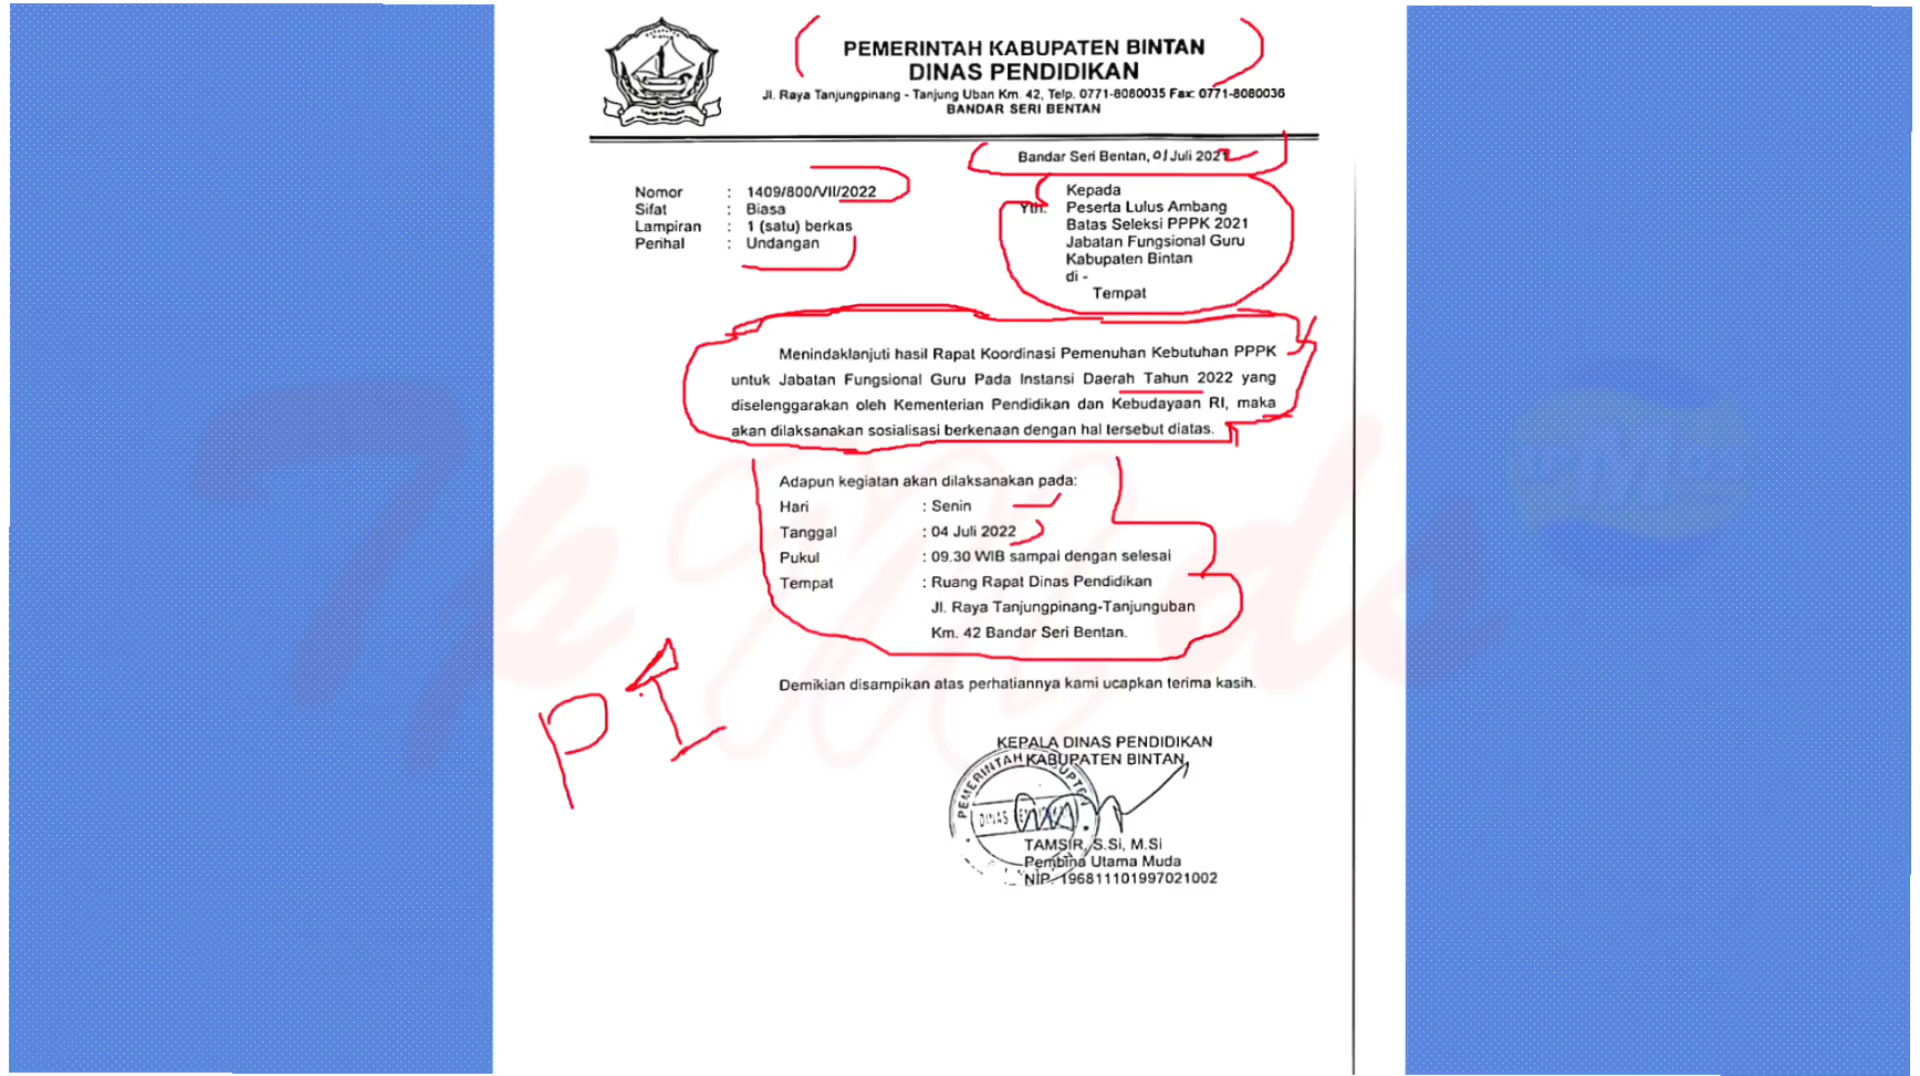 PEMERINTAH KABUPATEN BINTAN
DINAS PENDIDIKAN
Jl. Raya Tanjungpinang - Tanjung Uban Km. 42, Telp. 0771-8080035 Fax: 0771-8080036
BANDAR SERI BENTAN
Bandar Seri Bentan, 01 Juli 2022
Nomor : 1409/800/VII/2022
Sifat : Biasa
Lampiran : 1 (satu) berkas
Perihal : Undangan
Kepada
Yth. Peserta Lulus Ambang
Batas Seleksi PPPK 2021
Jabatan Fungsional Guru
Kabupaten Bintan
di -
Tempat
Menindaklanjuti hasil Rapat Koordinasi Pemenuhan Kebutuhan PPPK
untuk Jabatan Fungsional Guru Pada Instansi Daerah Tahun 2022 yang
diselenggarakan oleh Kementerian Pendidikan dan Kebudayaan RI, maka
akan dilaksanakan sosialisasi berkenaan dengan hal tersebut diatas.
Adapun kegiatan akan dilaksanakan pada:
Hari : Senin
Tanggal : 04 Juli 2022
Pukul : 09.30 WIB sampai dengan selesai
Tempat : Ruang Rapat Dinas Pendidikan
Jl. Raya Tanjungpinang-Tanjunguban
Km. 42 Bandar Seri Bentan.
Demikian disampikan atas perhatiannya kami ucapkan terima kasih.
P1
KEPALA DINAS PENDIDIKAN
KABUPATEN BINTAN
PEMERINTAH KABUPTEN
DINAS
TAMSIR, S.Si, M.Si
Pembina Utama Muda
NIP. 196811101997021002
Tp Mds